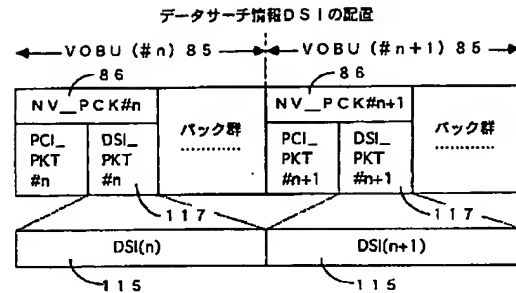 データサーチ情報DSIの配置
VOBU (#n) 85
VOBU (#n+1) 85
86
86
NV__PCK#n
NV__PCK#n+1
PCI_
PKT
#n
DSI_
PKT
#n
パック群
............
PCI_
PKT
#n+1
DSI_
PKT
#n+1
パック群
............
117
117
DSI(n)
DSI(n+1)
115
115